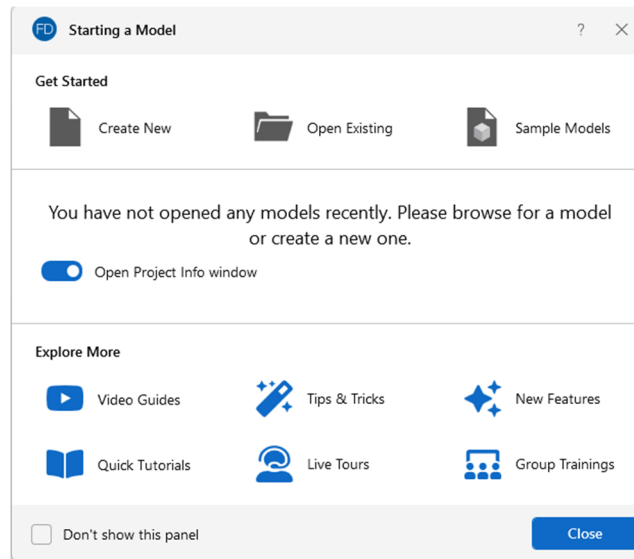 FD Starting a Model ?
Get Started
Create New Open Existing Sample Models
You have not opened any models recently. Please browse for a model
or create a new one.
Open Project Info window
Explore More
Video Guides Tips & Tricks New Features
Quick Tutorials Live Tours Group Trainings
Don't show this panel Close